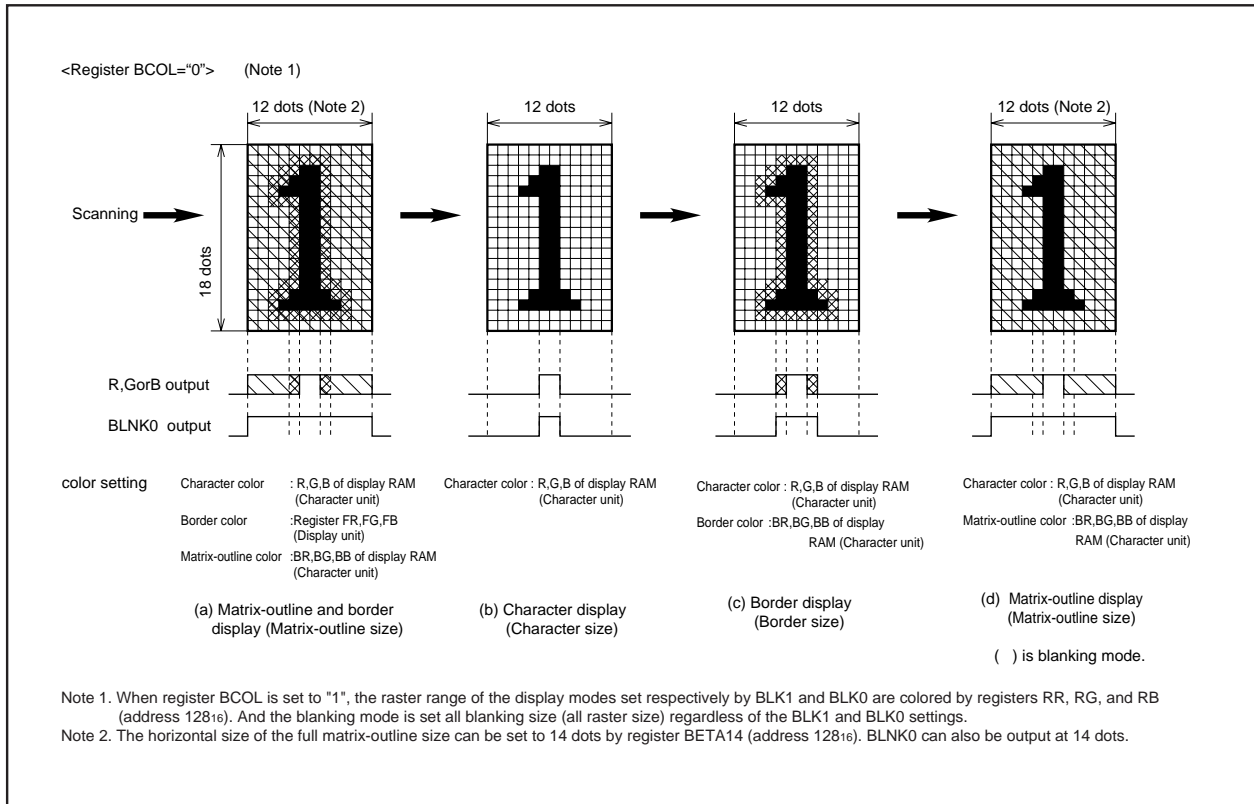 <Register BCOL=“0”> (Note 1)
12 dots (Note 2) 12 dots 12 dots 12 dots (Note 2)
Scanning
18 dots
R,GorB output
BLNK0 output
color setting
Character color : R,G,B of display RAM
(Character unit)
Border color :Register FR,FG,FB
(Display unit)
Matrix-outline color :BR,BG,BB of display RAM
(Character unit)
(a) Matrix-outline and border
display (Matrix-outline size)
Character color : R,G,B of display RAM
(Character unit)
(b) Character display
(Character size)
Character color : R,G,B of display RAM
(Character unit)
Border color :BR,BG,BB of display
RAM (Character unit)
(c) Border display
(Border size)
Character color : R,G,B of display RAM
(Character unit)
Matrix-outline color :BR,BG,BB of display
RAM (Character unit)
(d) Matrix-outline display
(Matrix-outline size)
( ) is blanking mode.
Note 1. When register BCOL is set to "1", the raster range of the display modes set respectively by BLK1 and BLK0 are colored by registers RR, RG, and RB
(address 12816). And the blanking mode is set all blanking size (all raster size) regardless of the BLK1 and BLK0 settings.
Note 2. The horizontal size of the full matrix-outline size can be set to 14 dots by register BETA14 (address 12816). BLNK0 can also be output at 14 dots.